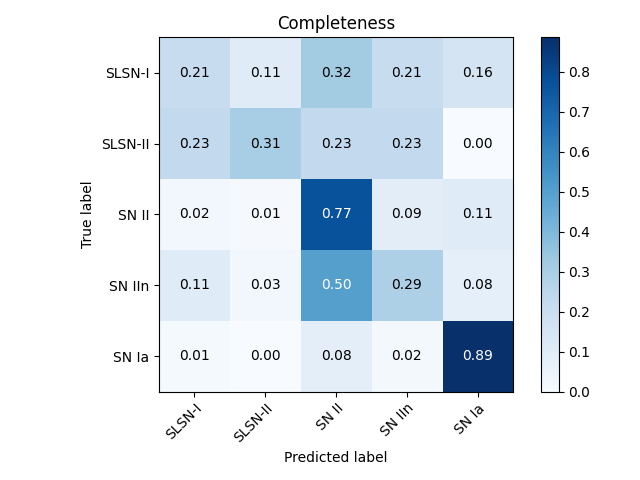 Completeness
SLSN-I 0.21 0.11 0.32 0.21 0.16
SLSN-II 0.23 0.31 0.23 0.23 0.00
SN II 0.02 0.01 0.77 0.09 0.11
SN IIn 0.11 0.03 0.50 0.29 0.08
SN Ia 0.01 0.00 0.08 0.02 0.89
True label
SLSN-I SLSN-II SN II SN IIn SN Ia
Predicted label
0.8
0.7
0.6
0.5
0.4
0.3
0.2
0.1
0.0